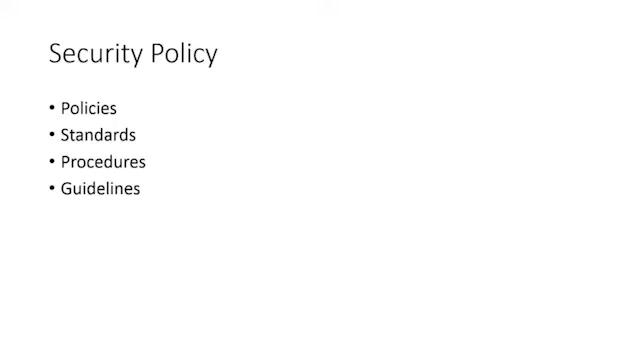 Security Policy
• Policies
• Standards
• Procedures
• Guidelines